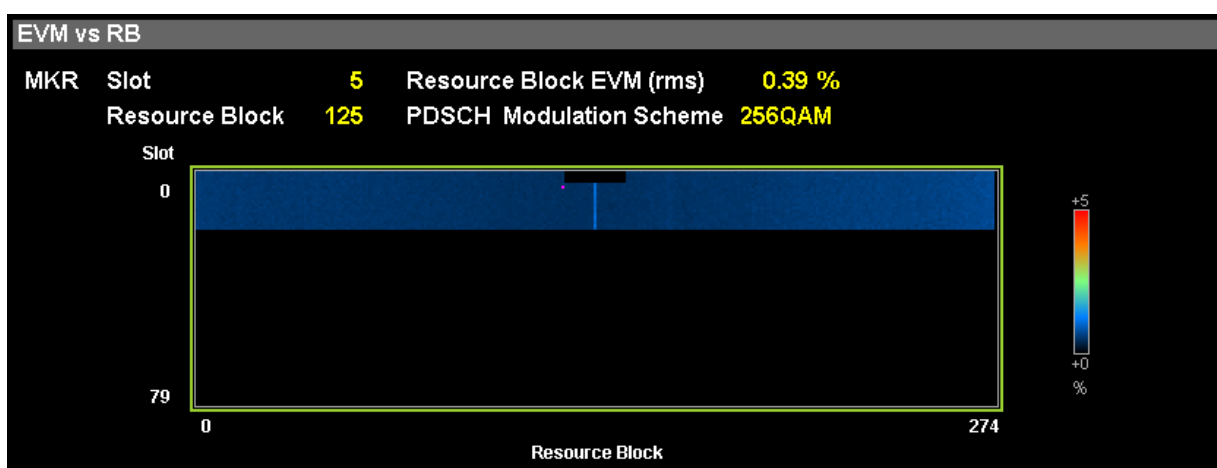 EVM vs RB
MKR Slot 5 Resource Block EVM (rms) 0.39 %
Resource Block 125 PDSCH Modulation Scheme 256QAM
Slot
0
+5
+0
%
79
0 274
Resource Block